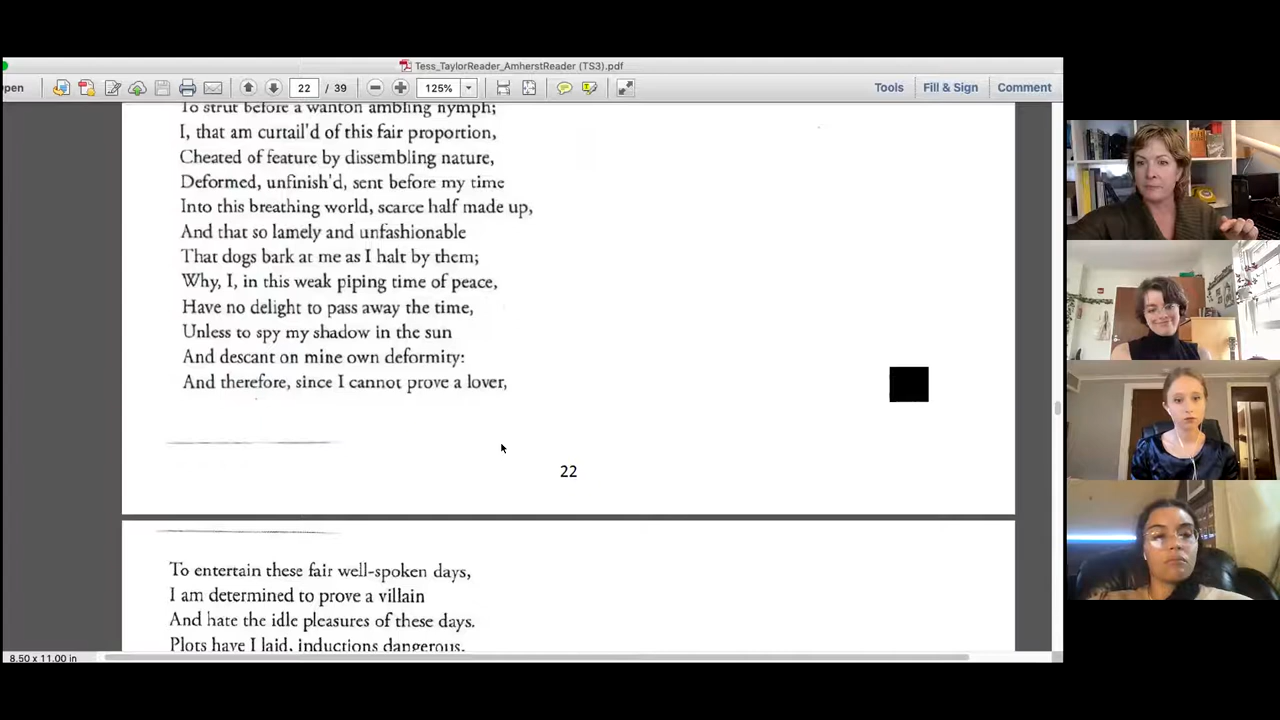 Tess_TaylorReader_AmherstReader (TS3).pdf
pen
22 / 39
125%
Tools
Fill & Sign
Comment
To strut before a wanton ambling nymph;
I, that am curtail'd of this fair proportion,
Cheated of feature by dissembling nature,
Deformed, unfinish'd, sent before my time
Into this breathing world, scarce half made up,
And that so lamely and unfashionable
That dogs bark at me as I halt by them;
Why, I, in this weak piping time of peace,
Have no delight to pass away the time,
Unless to spy my shadow in the sun
And descant on mine own deformity:
And therefore, since I cannot prove a lover,
22
To entertain these fair well-spoken days,
I am determined to prove a villain
And hate the idle pleasures of these days.
Plots have I laid, inductions dangerous,
8.50 x 11.00 in